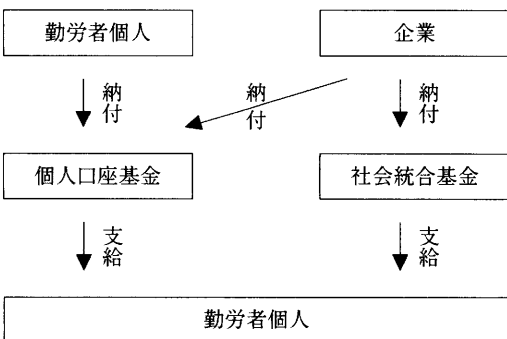 勤労者個人
企業
納付
納付
納付
個人口座基金
社会統合基金
支給
支給
勤労者個人